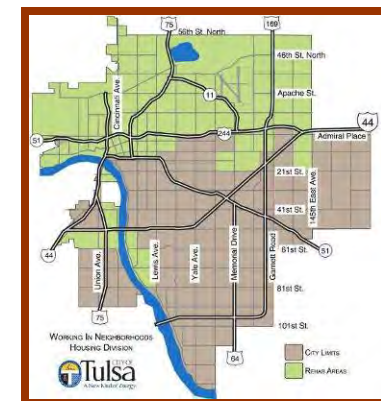 75
169
56th St. North
46th St. North
Cincinnati Ave.
11
Apache St.
44
51
244
Admiral Place
21st St.
145th East Ave.
41st St.
Union Ave.
Lewis Ave.
Yale Ave.
Memorial Drive
Garnett Road
61st St.
51
44
81st St.
75
101st St.
64
WORKING IN NEIGHBORHOODS
HOUSING DIVISION
CITY OF
Tulsa
A New Kind of Energy.
CITY LIMITS
REHAB AREAS